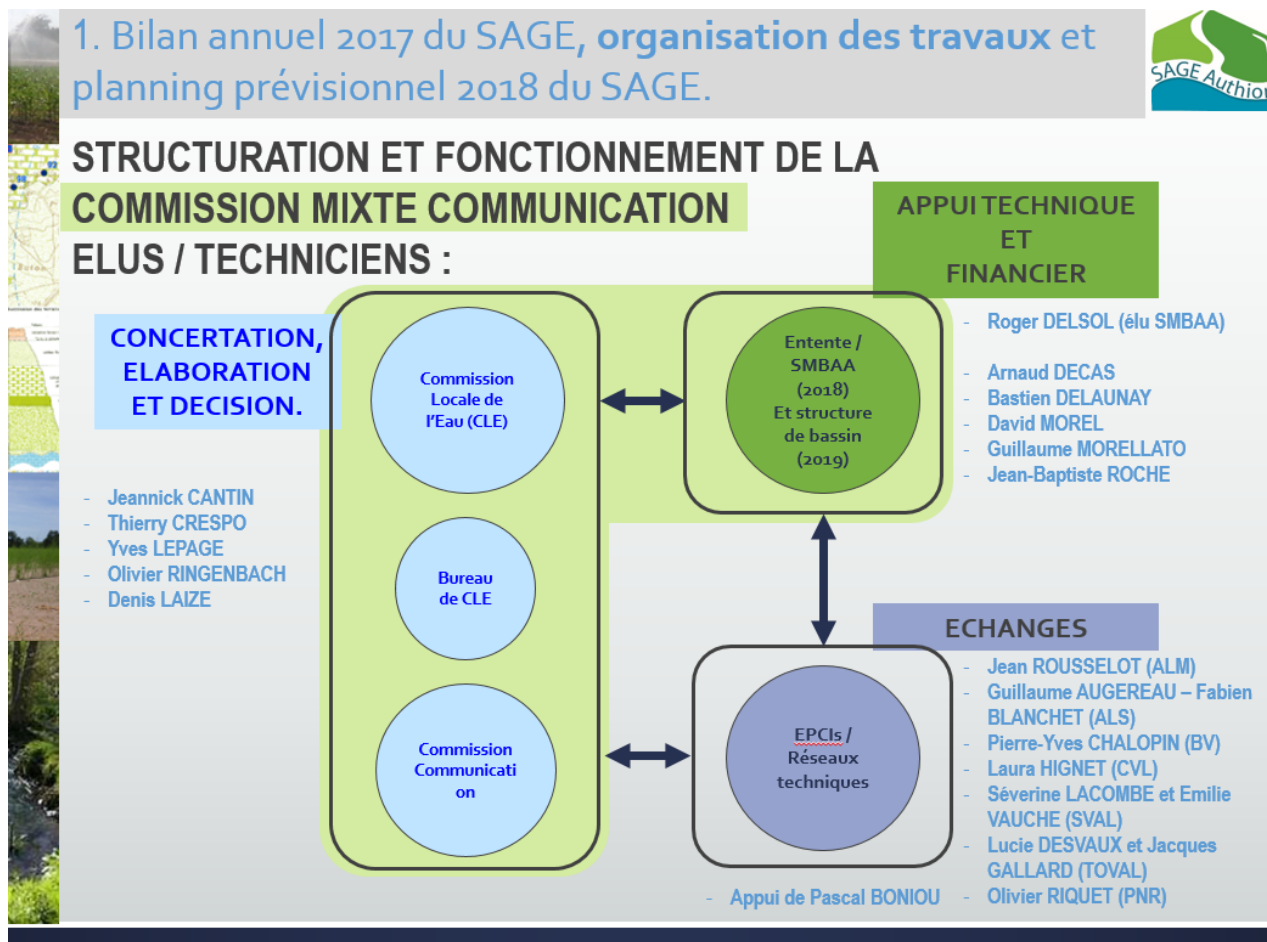 1. Bilan annuel 2017 du SAGE, organisation des travaux et
planning prévisionnel 2018 du SAGE.
SAGE Authion
STRUCTURATION ET FONCTIONNEMENT DE LA
COMMISSION MIXTE COMMUNICATION
ELUS / TECHNICIENS :
APPUI TECHNIQUE
ET
FINANCIER
CONCERTATION,
ELABORATION
ET DECISION.
- Jeannick CANTIN
- Thierry CRESPO
- Yves LEPAGE
- Olivier RINGENBACH
- Denis LAIZE
Commission
Locale de
l'Eau (CLE)
Bureau
de CLE
Commission
Communicati
on
Entente /
SMBAA
(2018)
Et structure
de bassin
(2019)
- Roger DELSOL (élu SMBAA)
- Arnaud DECAS
- Bastien DELAUNAY
- David MOREL
- Guillaume MORELLATO
- Jean-Baptiste ROCHE
ECHANGES
EPCIs /
Réseaux
techniques
- Jean ROUSSELOT (ALM)
- Guillaume AUGEREAU – Fabien
BLANCHET (ALS)
- Pierre-Yves CHALOPIN (BV)
- Laura HIGNET (CVL)
- Séverine LACOMBE et Emilie
VAUCHE (SVAL)
- Lucie DESVAUX et Jacques
GALLARD (TOVAL)
- Olivier RIQUET (PNR)
- Appui de Pascal BONIOU